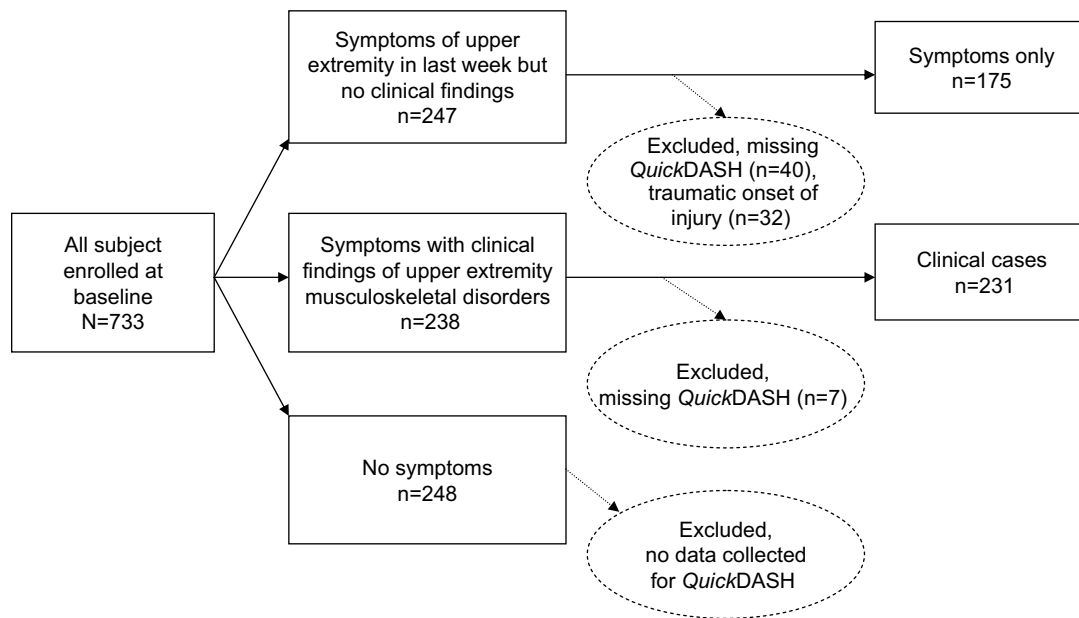 All subject
enrolled at
baseline
N=733
Symptoms of upper
extremity in last week but
no clinical findings
n=247
Excluded, missing
QuickDASH (n=40),
traumatic onset of
injury (n=32)
Symptoms only
n=175
Symptoms with clinical
findings of upper extremity
musculoskeletal disorders
n=238
Excluded,
missing QuickDASH (n=7)
Clinical cases
n=231
No symptoms
n=248
Excluded,
no data collected
for QuickDASH